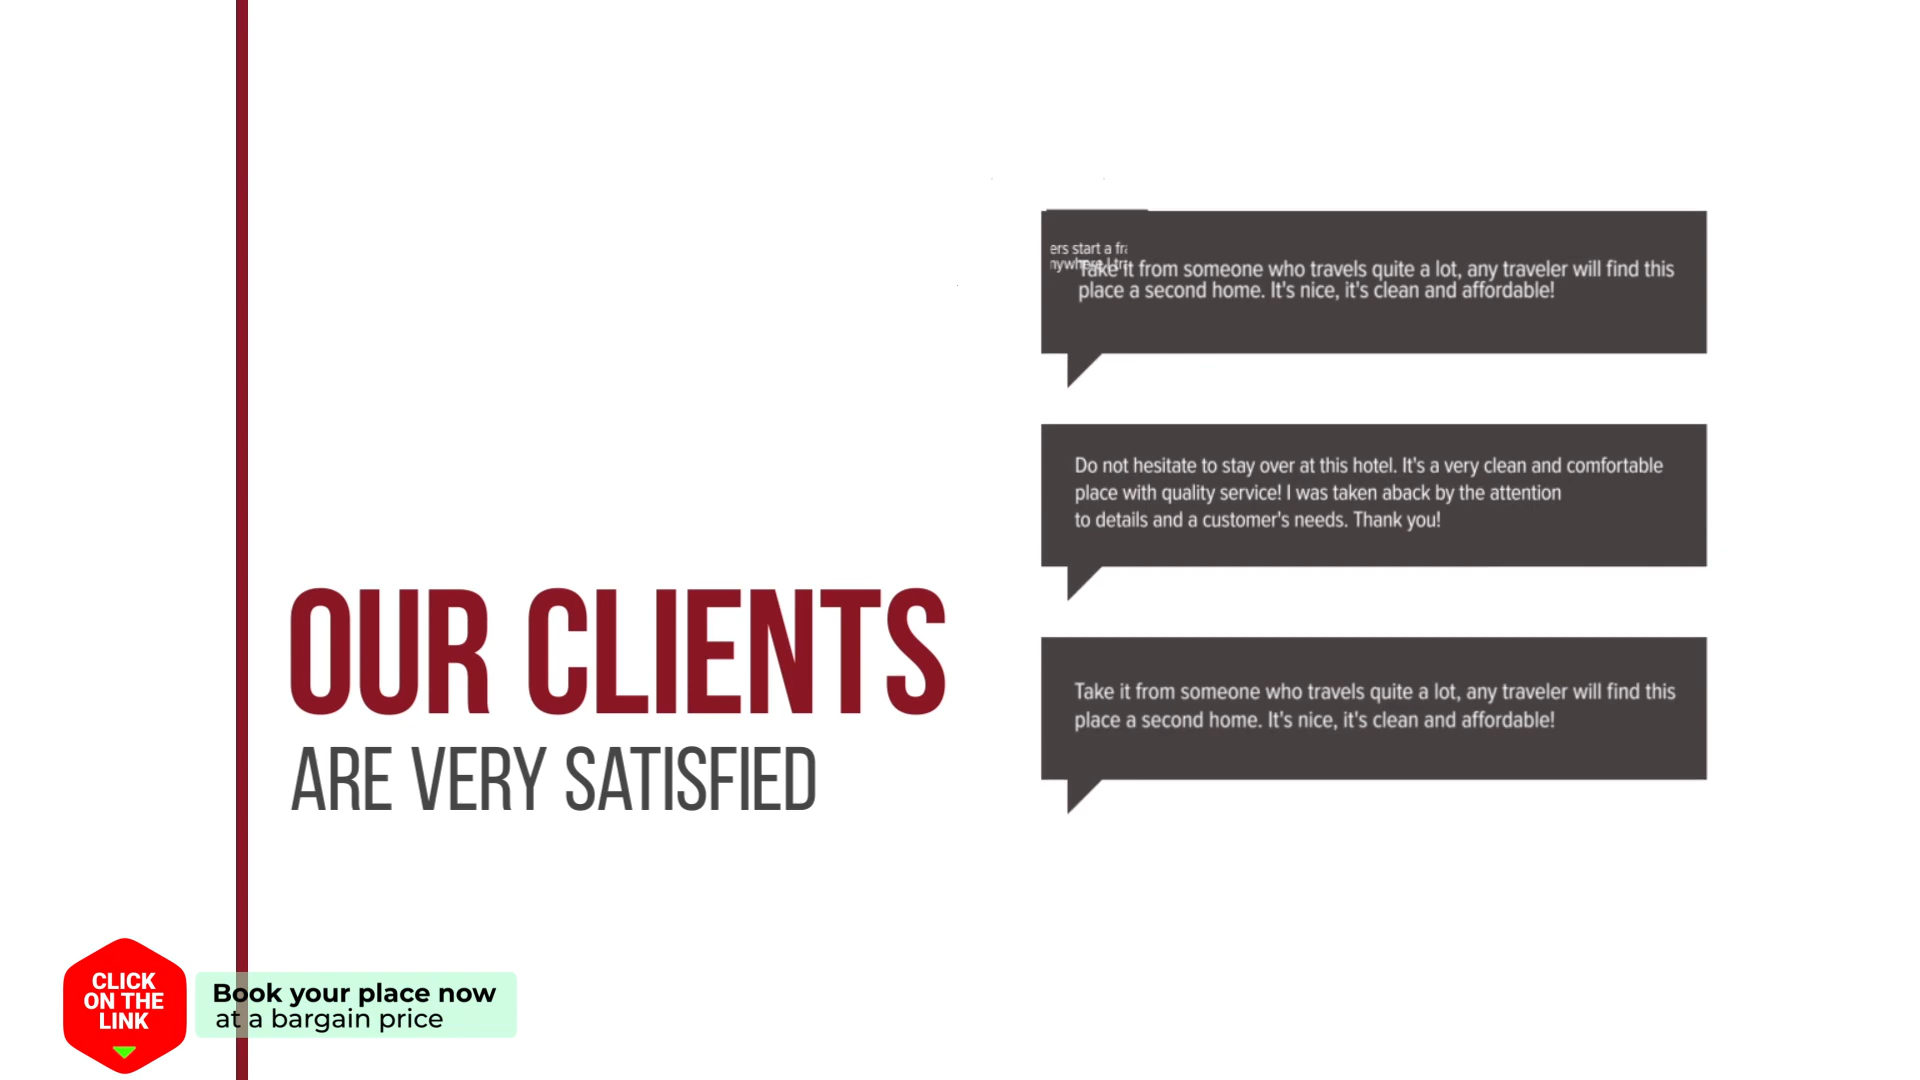 ers start a fr
Take it from someone who travels quite a lot, any traveler will find this
place a second home. It's nice, it's clean and affordable!
Do not hesitate to stay over at this hotel. It's a very clean and comfortable
place with quality service! I was taken aback by the attention
to details and a customer's needs. Thank you!
Take it from someone who travels quite a lot, any traveler will find this
place a second home. It's nice, it's clean and affordable!
OUR CLIENTS
ARE VERY SATISFIED
CLICK
ON THE
LINK
Book your place now
at a bargain price